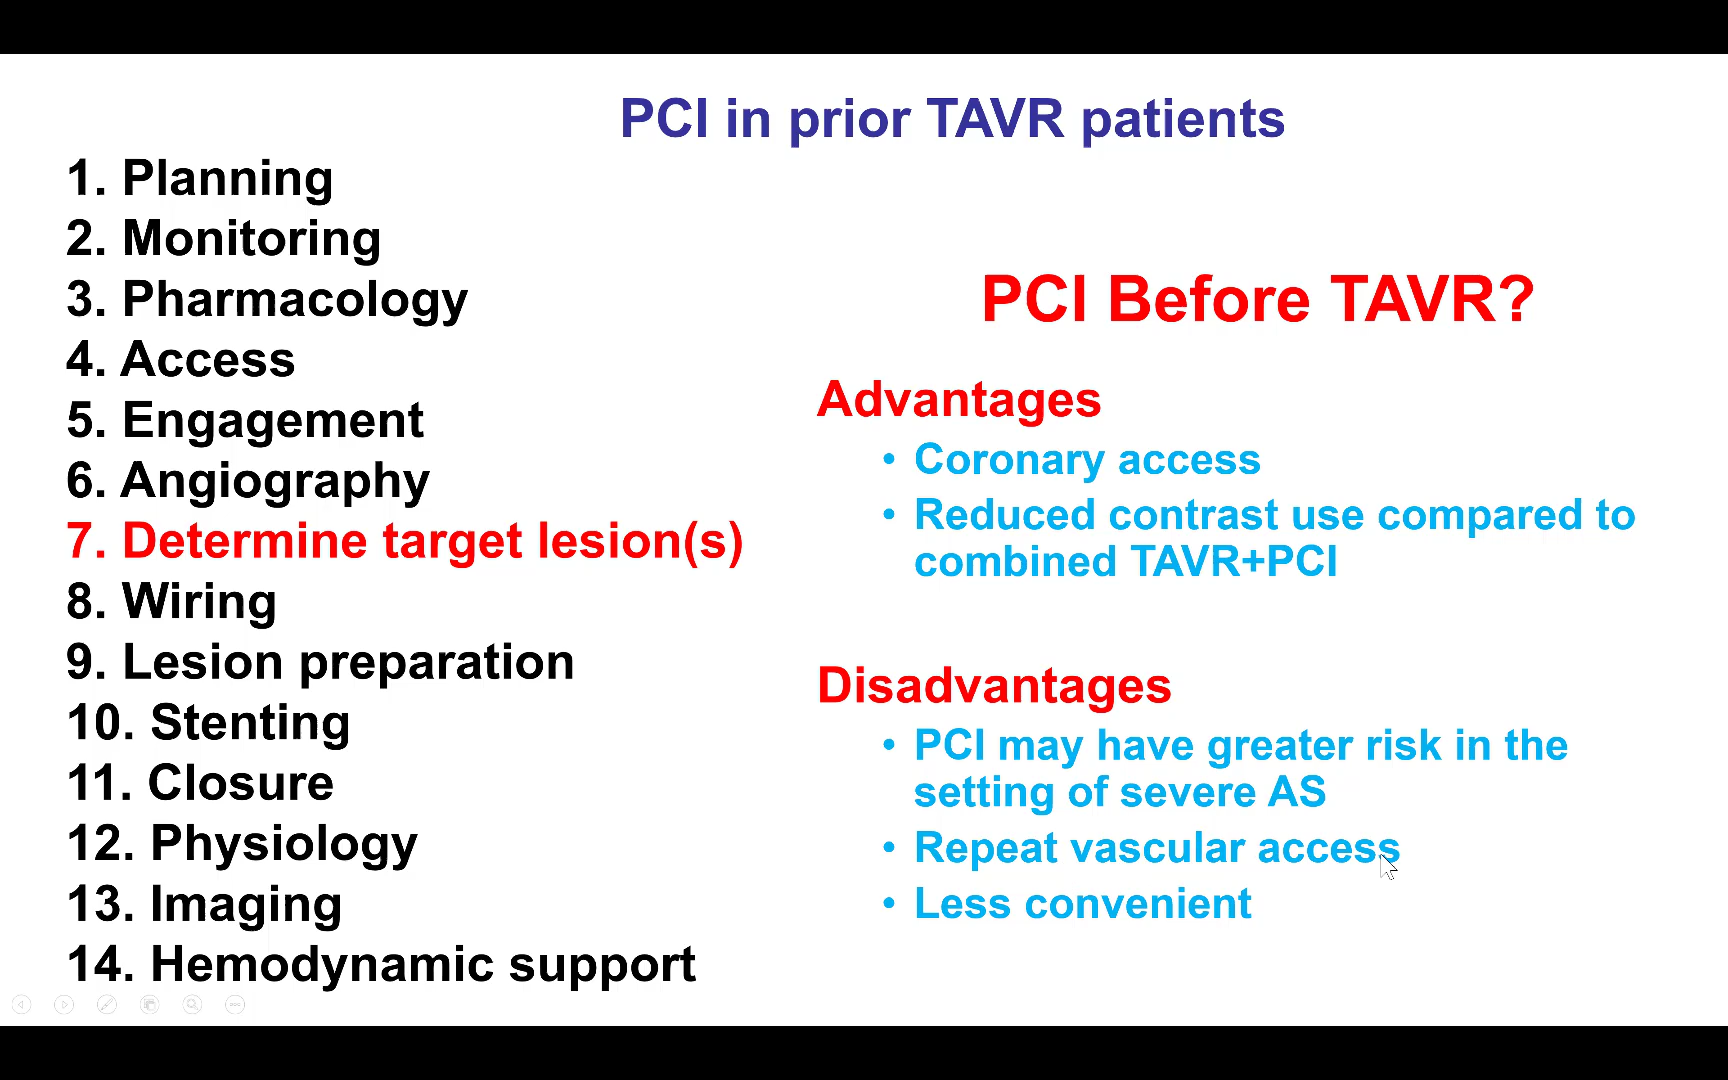 PCI in prior TAVR patients
1. Planning
2. Monitoring
3. Pharmacology
4. Access
5. Engagement
6. Angiography
7. Determine target lesion(s)
8. Wiring
9. Lesion preparation
10. Stenting
11. Closure
12. Physiology
13. Imaging
14. Hemodynamic support
PCI Before TAVR?
Advantages
• Coronary access
• Reduced contrast use compared to
combined TAVR+PCI
Disadvantages
• PCI may have greater risk in the
setting of severe AS
• Repeat vascular access
• Less convenient